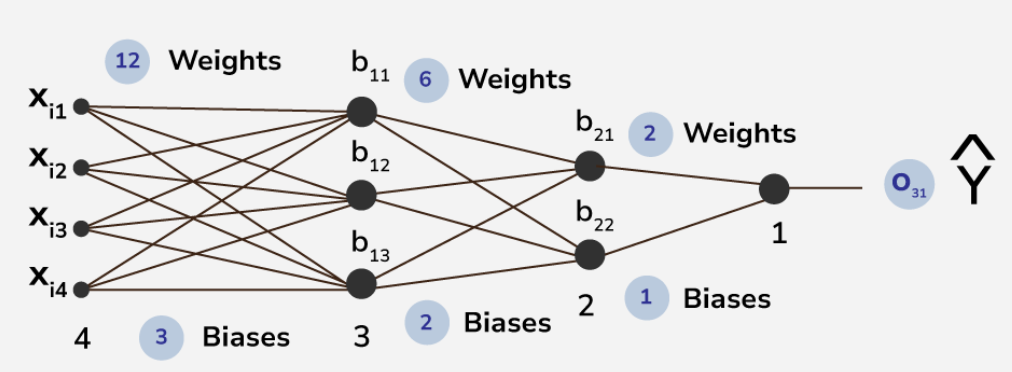 12 Weights
b11
6 Weights
xi1
b12
b21
2 Weights
xi2
O31 Ŷ
xi3
b13
b22
1
xi4
4
3 Biases
3
2 Biases
2
1 Biases